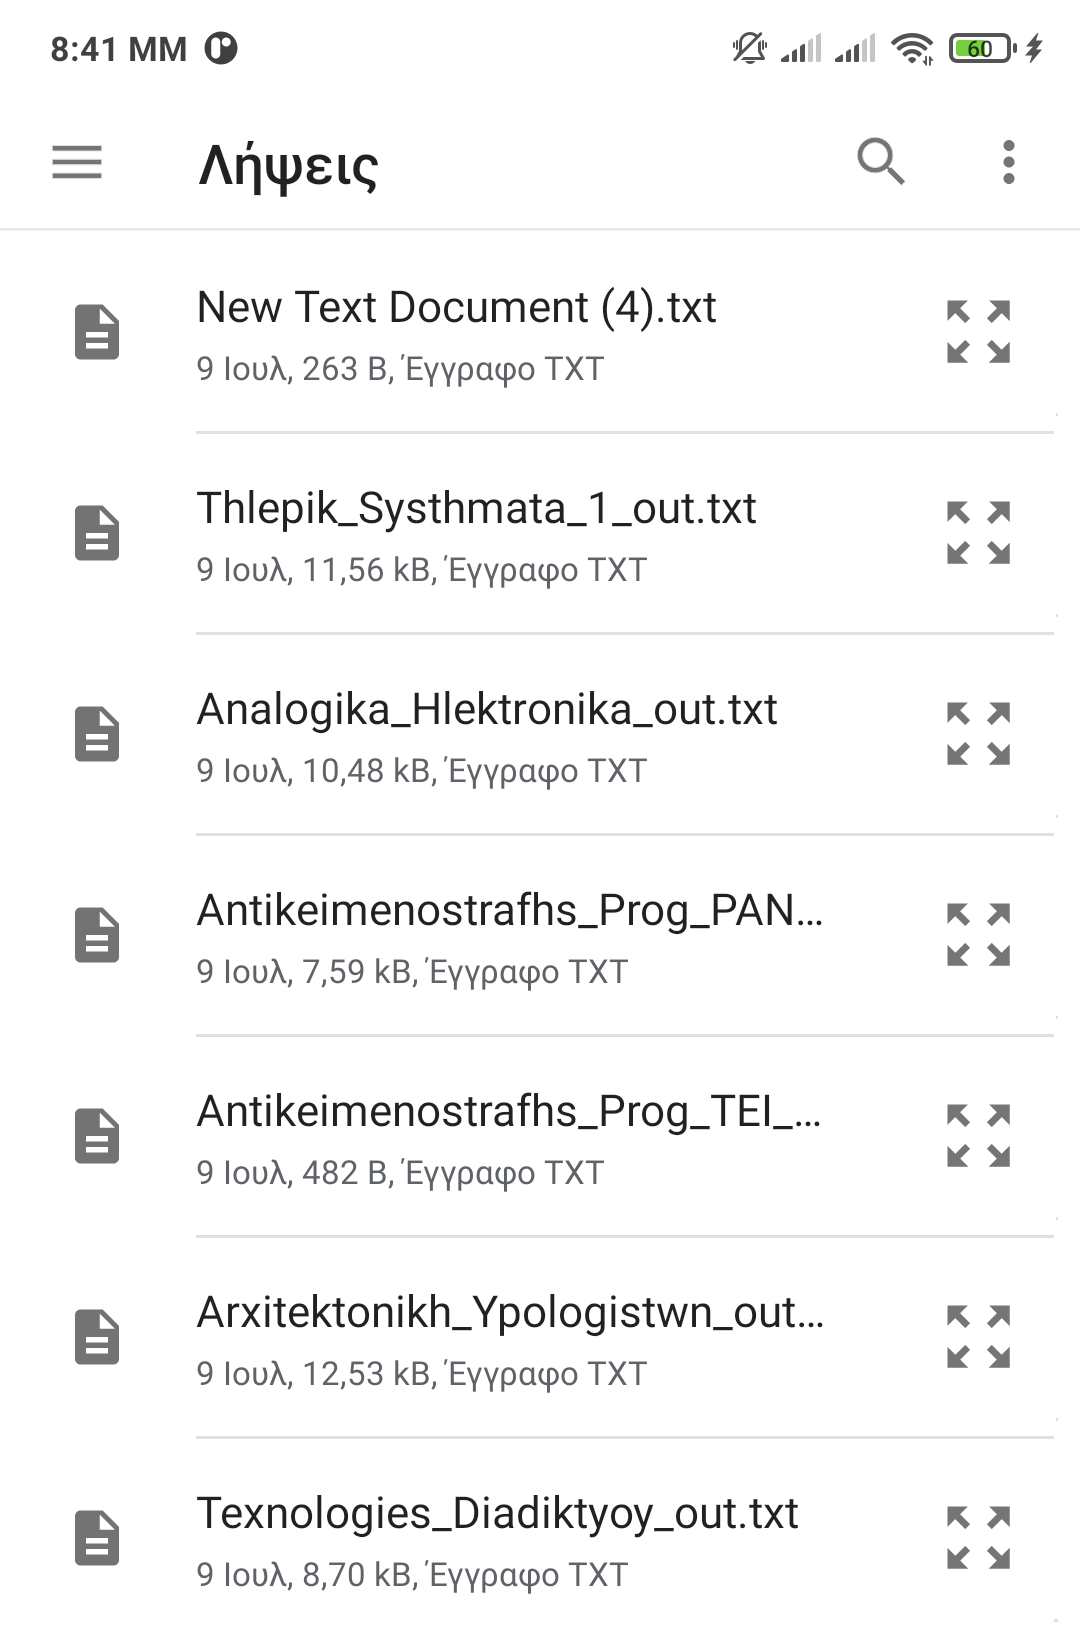 8:41 ΜΜ
60
Λήψεις
New Text Document (4).txt
9 Ιουλ, 263 B, Έγγραφο TXT
Thlepik_Systhmata_1_out.txt
9 Ιουλ, 11,56 kB, Έγγραφο TXT
Analogika_Hlektronika_out.txt
9 Ιουλ, 10,48 kB, Έγγραφο TXT
Antikeimenostrafhs_Prog_PAN...
9 Ιουλ, 7,59 kB, Έγγραφο TXT
Antikeimenostrafhs_Prog_TEI_...
9 Ιουλ, 482 B, Έγγραφο TXT
Arxitektonikh_Ypologistwn_out...
9 Ιουλ, 12,53 kB, Έγγραφο TXT
Texnologies_Diadiktyoy_out.txt
9 Ιουλ, 8,70 kB, Έγγραφο TXT